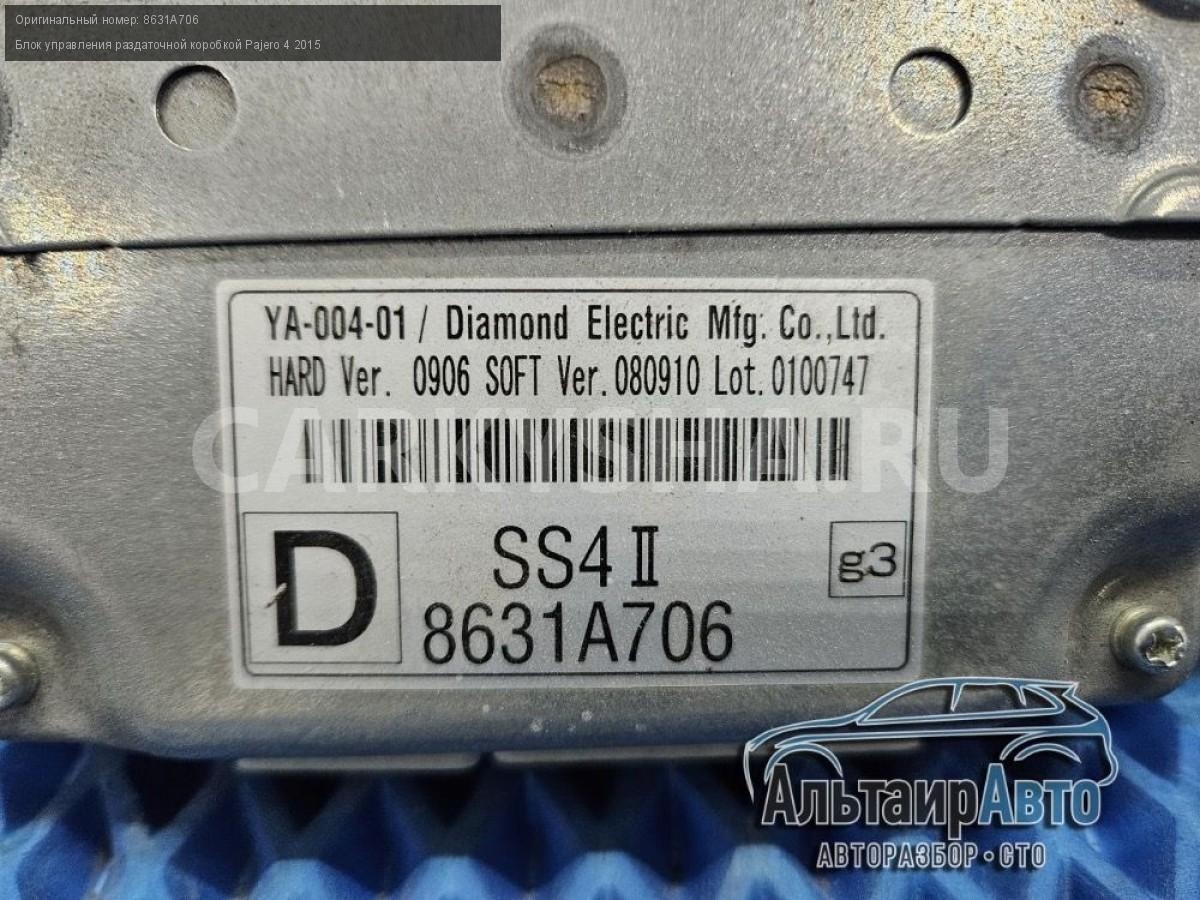 Оригинальный номер: 8631A706
Блок управления раздаточной коробкой Pajero 4 2015
YA-004-01 / Diamond Electric Mfg. Co.,Ltd.
HARD Ver. 0906 SOFT Ver. 080910 Lot. 0100747
CARKYSHA.RU
D
SS4 II
g3
8631A706
АльтаирАвто
АВТОРАЗБОР • СТО